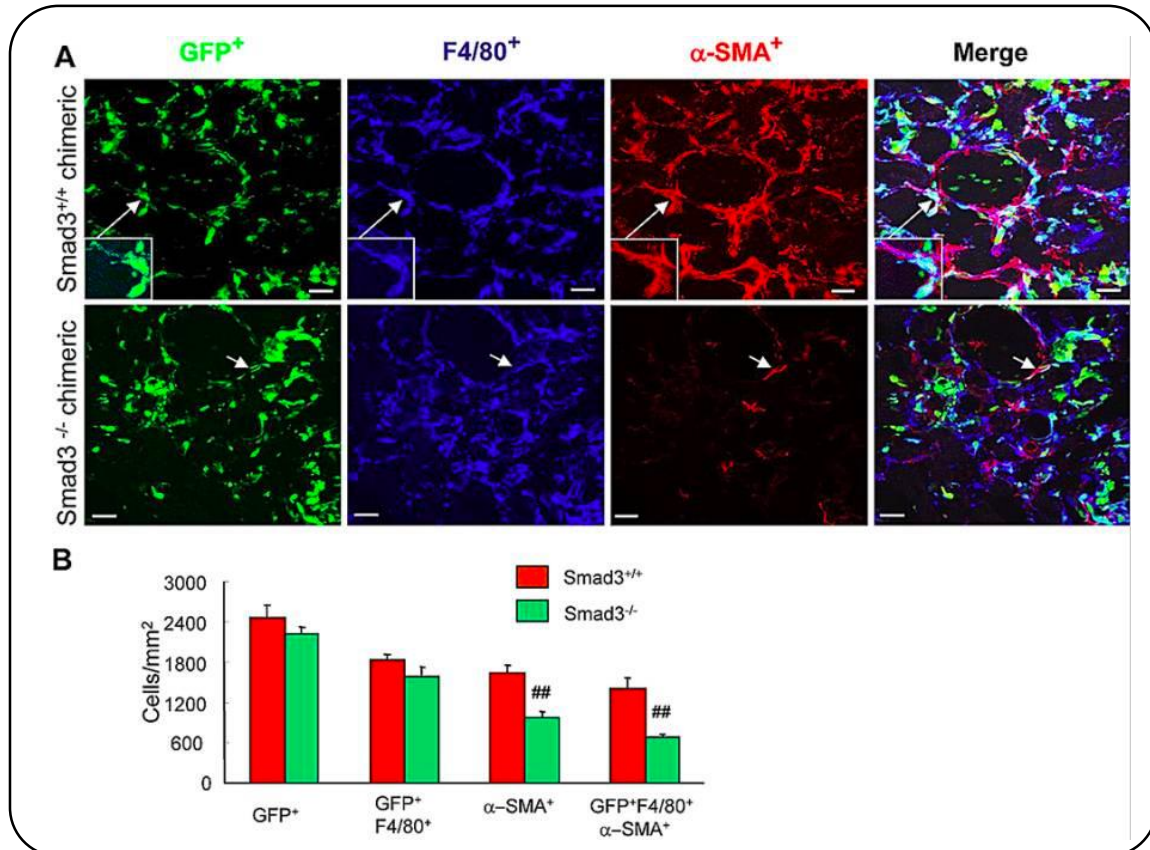 A GFP⁺ F4/80⁺ α-SMA⁺ Merge
Smad3⁺/⁺ chimeric
Smad3 ⁻/⁻ chimeric
B
Smad3⁺/⁺
Smad3⁻/⁻
Cells/mm²
3000
2400
1800
1200
600
0
##
##
GFP⁺
GFP⁺
F4/80⁺
α–SMA⁺
GFP⁺F4/80⁺
α–SMA⁺